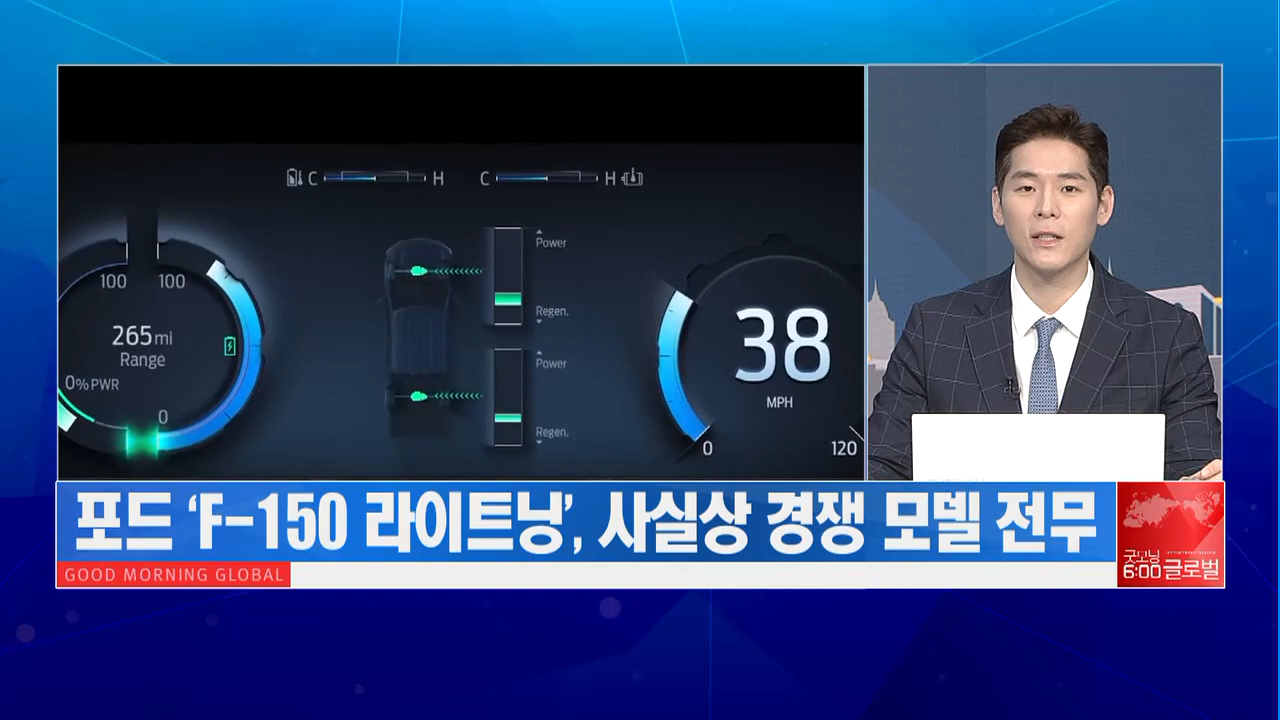 C H C H
Power
100 100
265mi
Range
Regen.
38
0% PWR
Power
MPH
0
Regen.
0 120
포드 ‘F-150 라이트닝’, 사실상 경쟁 모델 전무
GOOD MORNING GLOBAL
굿모닝
6:00 글로벌